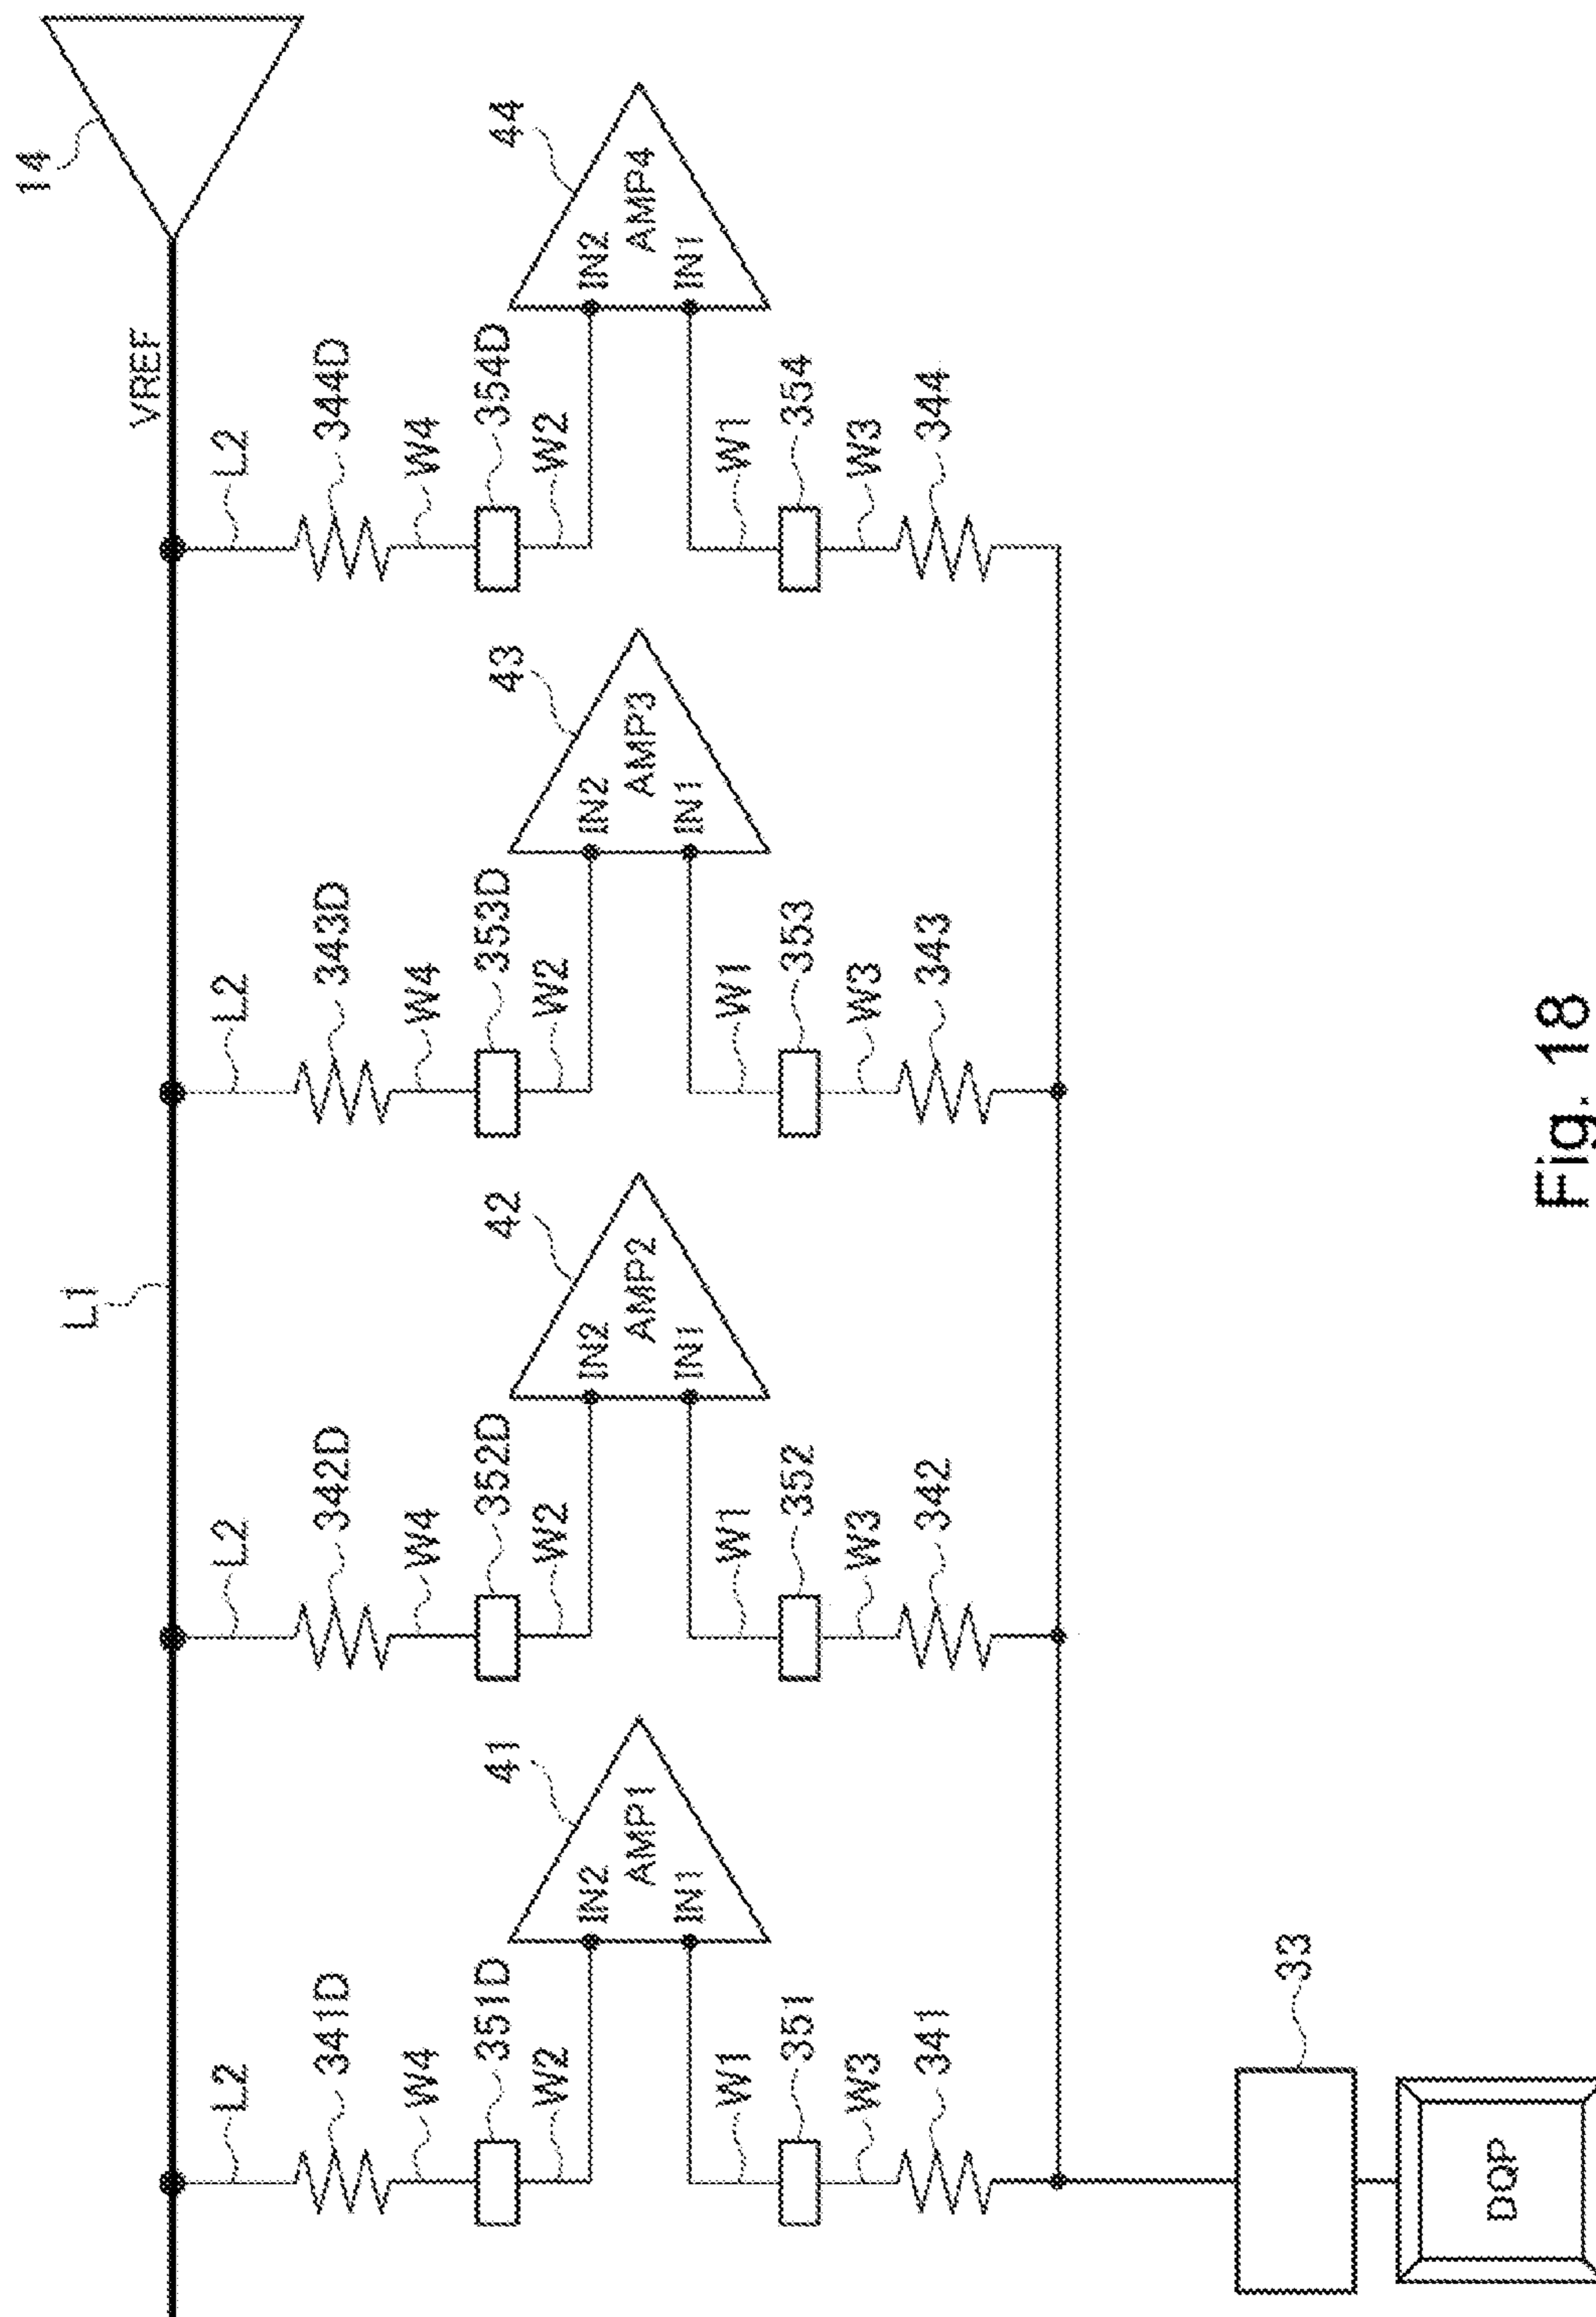 14
VREF
L1
L2
L2
L2
L2
341D
342D
343D
344D
W4
W4
W4
W4
351D
352D
353D
354D
W2
W2
W2
W2
41
42
43
44
IN2
IN2
IN2
IN2
AMP1
AMP2
AMP3
AMP4
IN1
IN1
IN1
IN1
W1
W1
W1
W1
351
352
353
354
W3
W3
W3
W3
341
342
343
344
33
DQP
Fig. 18